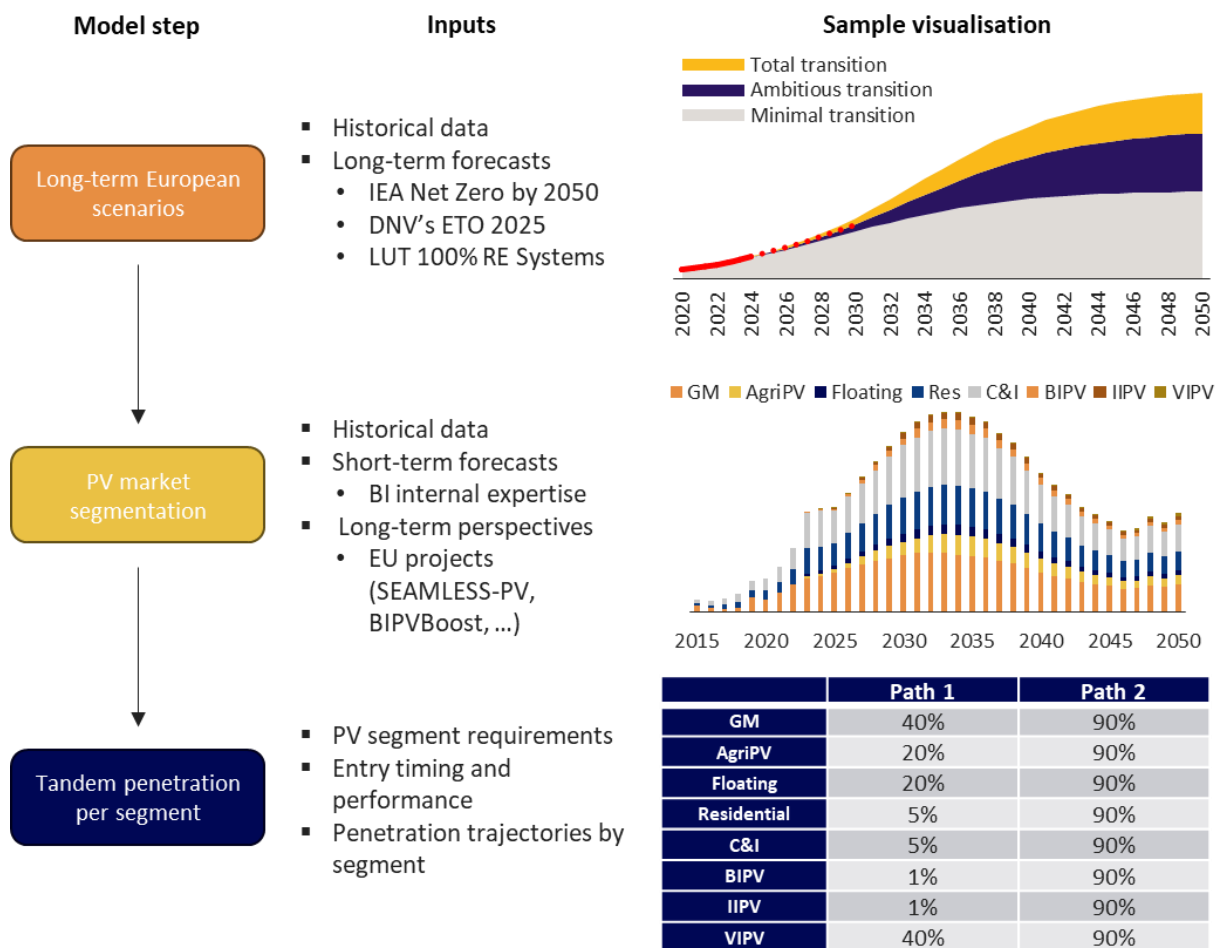 Model step
Inputs
Sample visualisation
Long-term European
scenarios
▪ Historical data
▪ Long-term forecasts
• IEA Net Zero by 2050
• DNV's ETO 2025
• LUT 100% RE Systems
Total transition
Ambitious transition
Minimal transition
2020 2022 2024 2026 2028 2030 2032 2034 2036 2038 2040 2042 2044 2046 2048 2050
PV market
segmentation
▪ Historical data
▪ Short-term forecasts
• BI internal expertise
▪ Long-term perspectives
• EU projects
(SEAMLESS-PV,
BIPVBoost, ...)
GM AgriPV Floating Res C&I BIPV IIPV VIPV
2015 2020 2025 2030 2035 2040 2045 2050
Tandem penetration
per segment
▪ PV segment requirements
▪ Entry timing and
performance
▪ Penetration trajectories by
segment
Path 1 Path 2
GM 40% 90%
AgriPV 20% 90%
Floating 20% 90%
Residential 5% 90%
C&I 5% 90%
BIPV 1% 90%
IIPV 1% 90%
VIPV 40% 90%